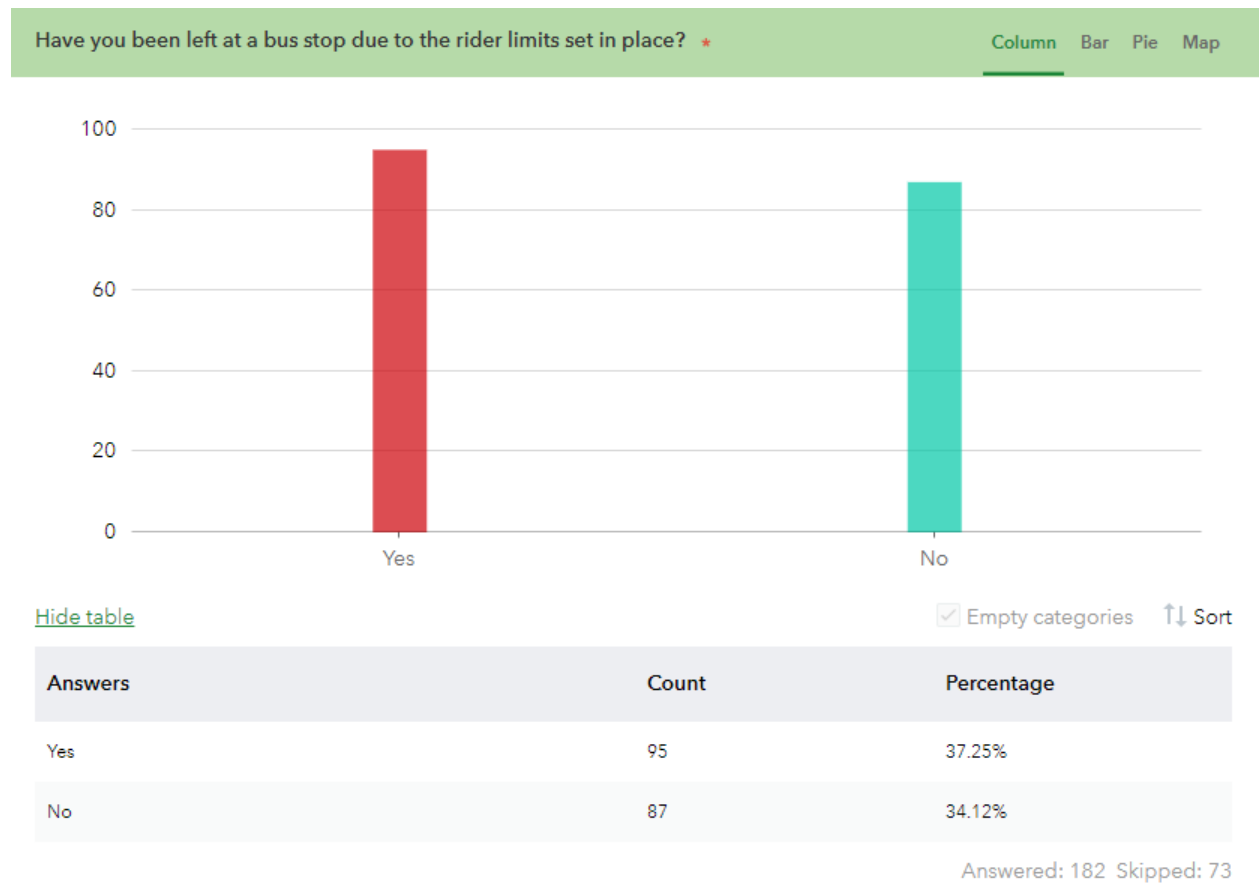 Have you been left at a bus stop due to the rider limits set in place? * Column Bar Pie Map
100
80
60
40
20
0
Yes No
Hide table Empty categories Sort
Answers Count Percentage
Yes 95 37.25%
No 87 34.12%
Answered: 182 Skipped: 73